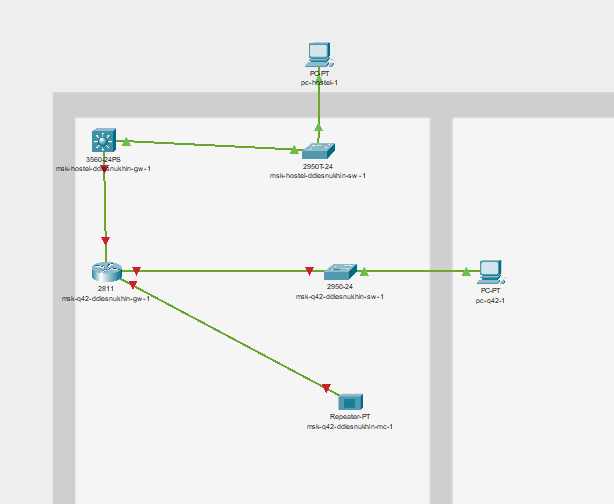 PC-PT
pc-hostel-1
3560-24PS
msk-hostel-ddesnukhin-gw-1
2950T-24
msk-hostel-ddesnukhin-sw-1
2811
msk-q42-ddesnukhin-gw-1
2950-24
msk-q42-ddesnukhin-sw-1
PC-PT
pc-q42-1
Repeater-PT
msk-q42-ddesnukhin-mc-1